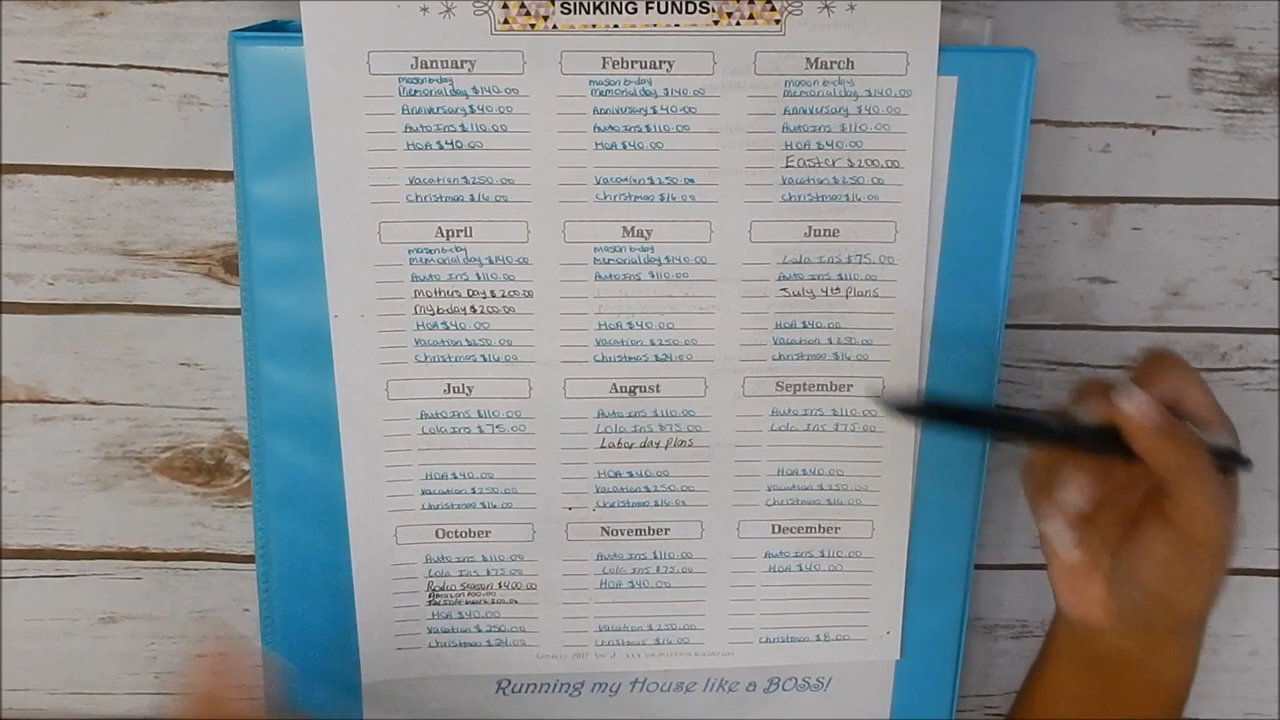 SINKING FUNDS
January
mason b-day
Memorial day $140.00
Anniversary $40.00
Auto Ins $110.00
HOA $40.00
Vacation $250.00
Christmas $16.00
February
mason b-day
memorial day $140.00
Anniversary $40.00
Auto Ins $110.00
HOA $40.00
Vacation $250.00
Christmas $16.00
March
mason b-day
memorial day $140.00
Anniversary $40.00
Auto Ins $110.00
HOA $40.00
Easter $200.00
Vacation $250.00
Christmas $16.00
April
mason b-day
memorial day $140.00
Auto Ins $110.00
Mothers Day $200.00
My b-day $200.00
HOA $40.00
Vacation $250.00
Christmas $16.00
May
mason b-day
memorial day $140.00
Auto Ins $110.00
HOA $40.00
Vacation $250.00
Christmas $24.00
June
Lola Ins $75.00
Auto Ins $110.00
July 4th Plans
HOA $40.00
Vacation $250.00
Christmas $16.00
July
Auto Ins $110.00
Lola Ins $75.00
HOA $40.00
Vacation $250.00
Christmas $16.00
August
Auto Ins $110.00
Lola Ins $75.00
Labor day plans
HOA $40.00
Vacation $250.00
Christmas $16.00
September
Auto Ins $110.00
Lola Ins $75.00
HOA $40.00
Vacation $250.00
Christmas $16.00
October
Auto Ins $110.00
Lola Ins $75.00
Rodeo Season $400.00
Amazon
HOA $40.00
Vacation $250.00
Christmas $24.00
November
Auto Ins $110.00
Lola Ins $75.00
HOA $40.00
Vacation $250.00
Christmas $16.00
December
Auto Ins $110.00
HOA $40.00
Christmas $8.00
Running my House like a BOSS!